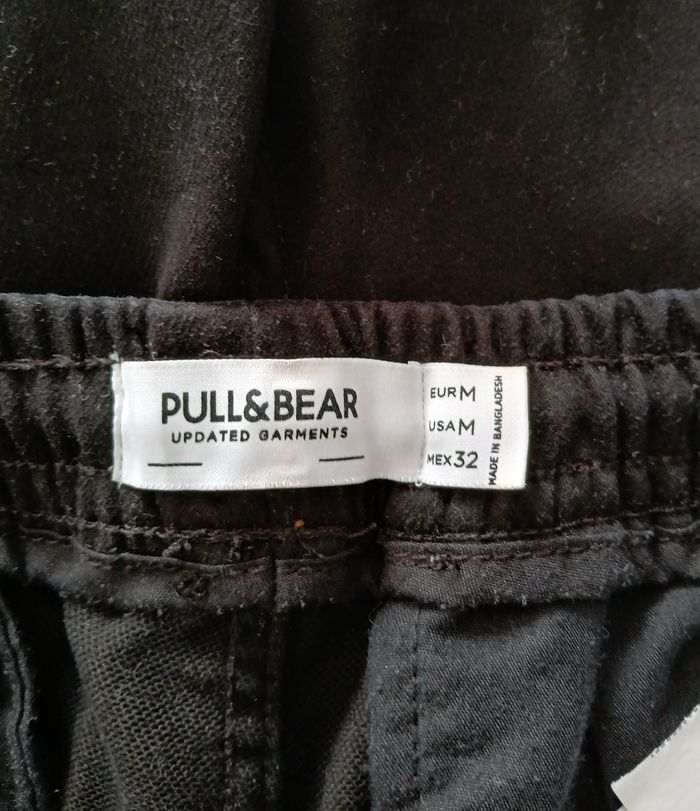 PULL&BEAR
UPDATED GARMENTS
EUR M
USA M
MEX 32
MADE IN BANGLADESH